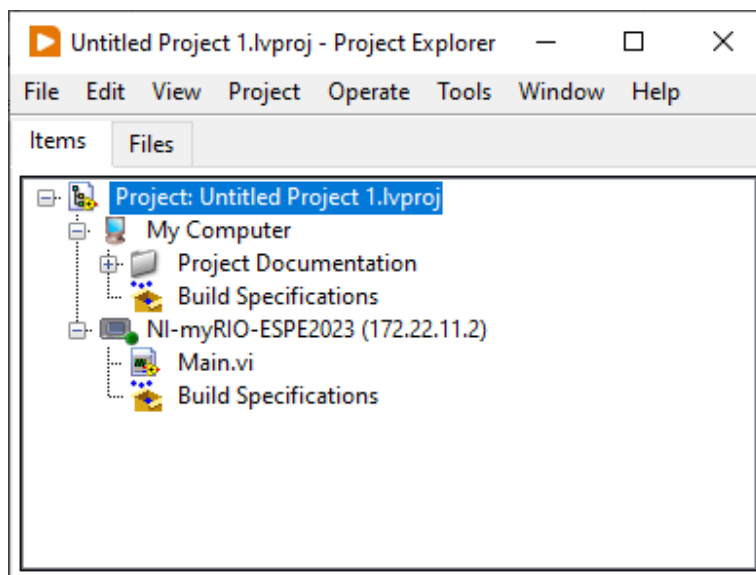 Untitled Project 1.lvproj - Project Explorer
File Edit View Project Operate Tools Window Help
Items Files
Project: Untitled Project 1.lvproj
My Computer
Project Documentation
Build Specifications
NI-myRIO-ESPE2023 (172.22.11.2)
Main.vi
Build Specifications